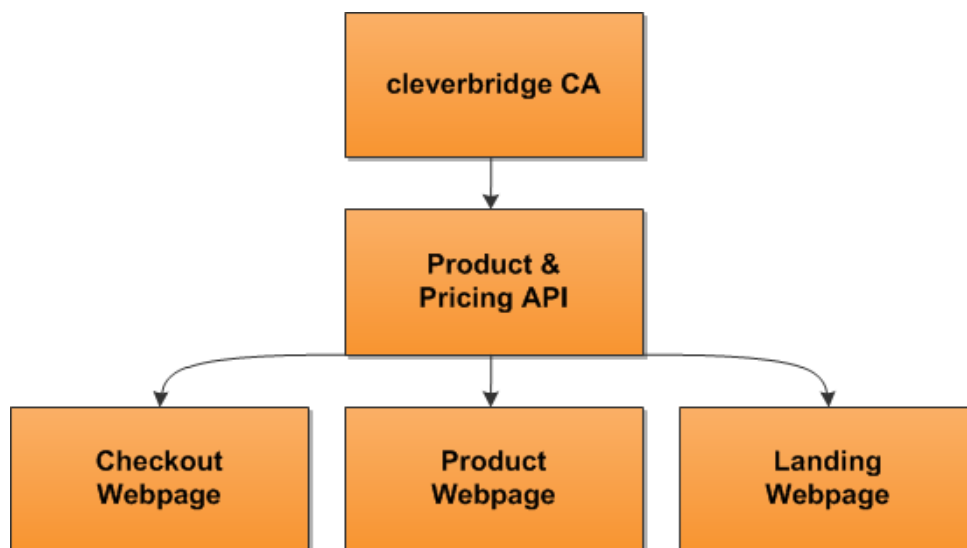 cleverbridge CA
Product &
Pricing API
Checkout
Webpage
Product
Webpage
Landing
Webpage